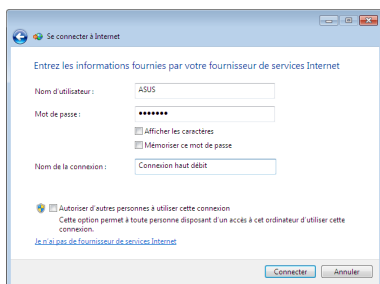 Se connecter à Internet
Entrez les informations fournies par votre fournisseur de services Internet
Nom d'utilisateur :
ASUS
Mot de passe :
•••••••
Afficher les caractères
Mémoriser ce mot de passe
Nom de la connexion :
Connexion haut débit
Autoriser d'autres personnes à utiliser cette connexion
Cette option permet à toute personne disposant d'un accès à cet ordinateur d'utiliser cette
connexion.
Je n'ai pas de fournisseur de services Internet
Connecter
Annuler